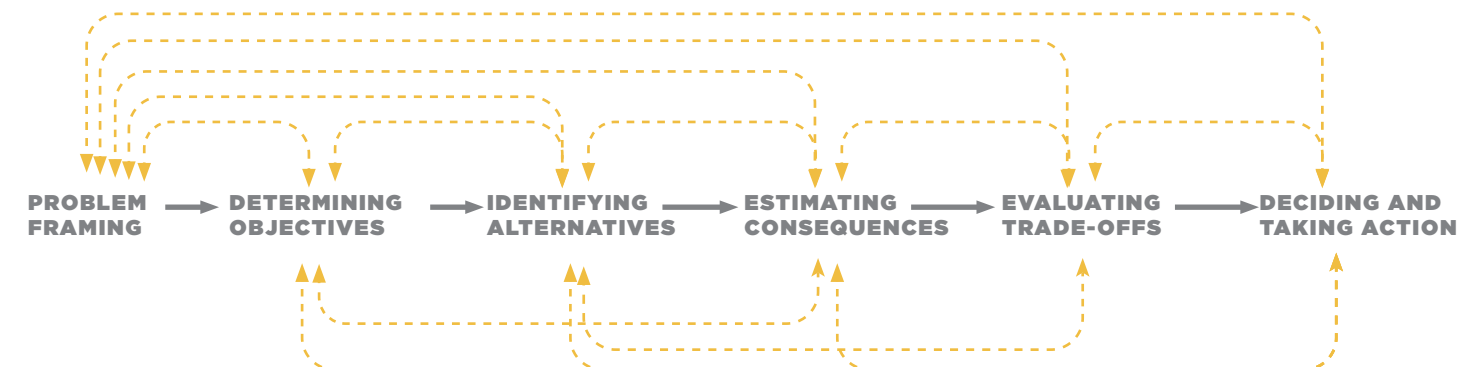 PROBLEM
FRAMING
DETERMINING
OBJECTIVES
IDENTIFYING
ALTERNATIVES
ESTIMATING
CONSEQUENCES
EVALUATING
TRADE-OFFS
DECIDING AND
TAKING ACTION